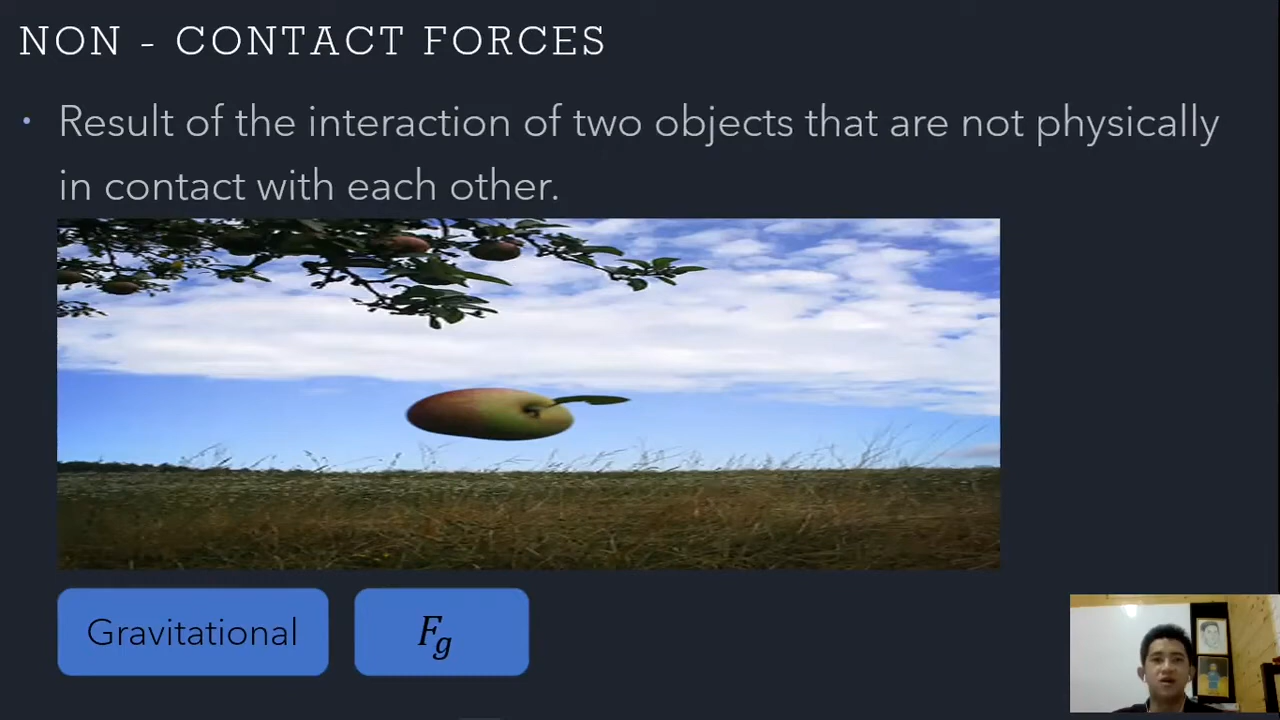 NON - CONTACT FORCES
• Result of the interaction of two objects that are not physically
in contact with each other.
Gravitational
F_g